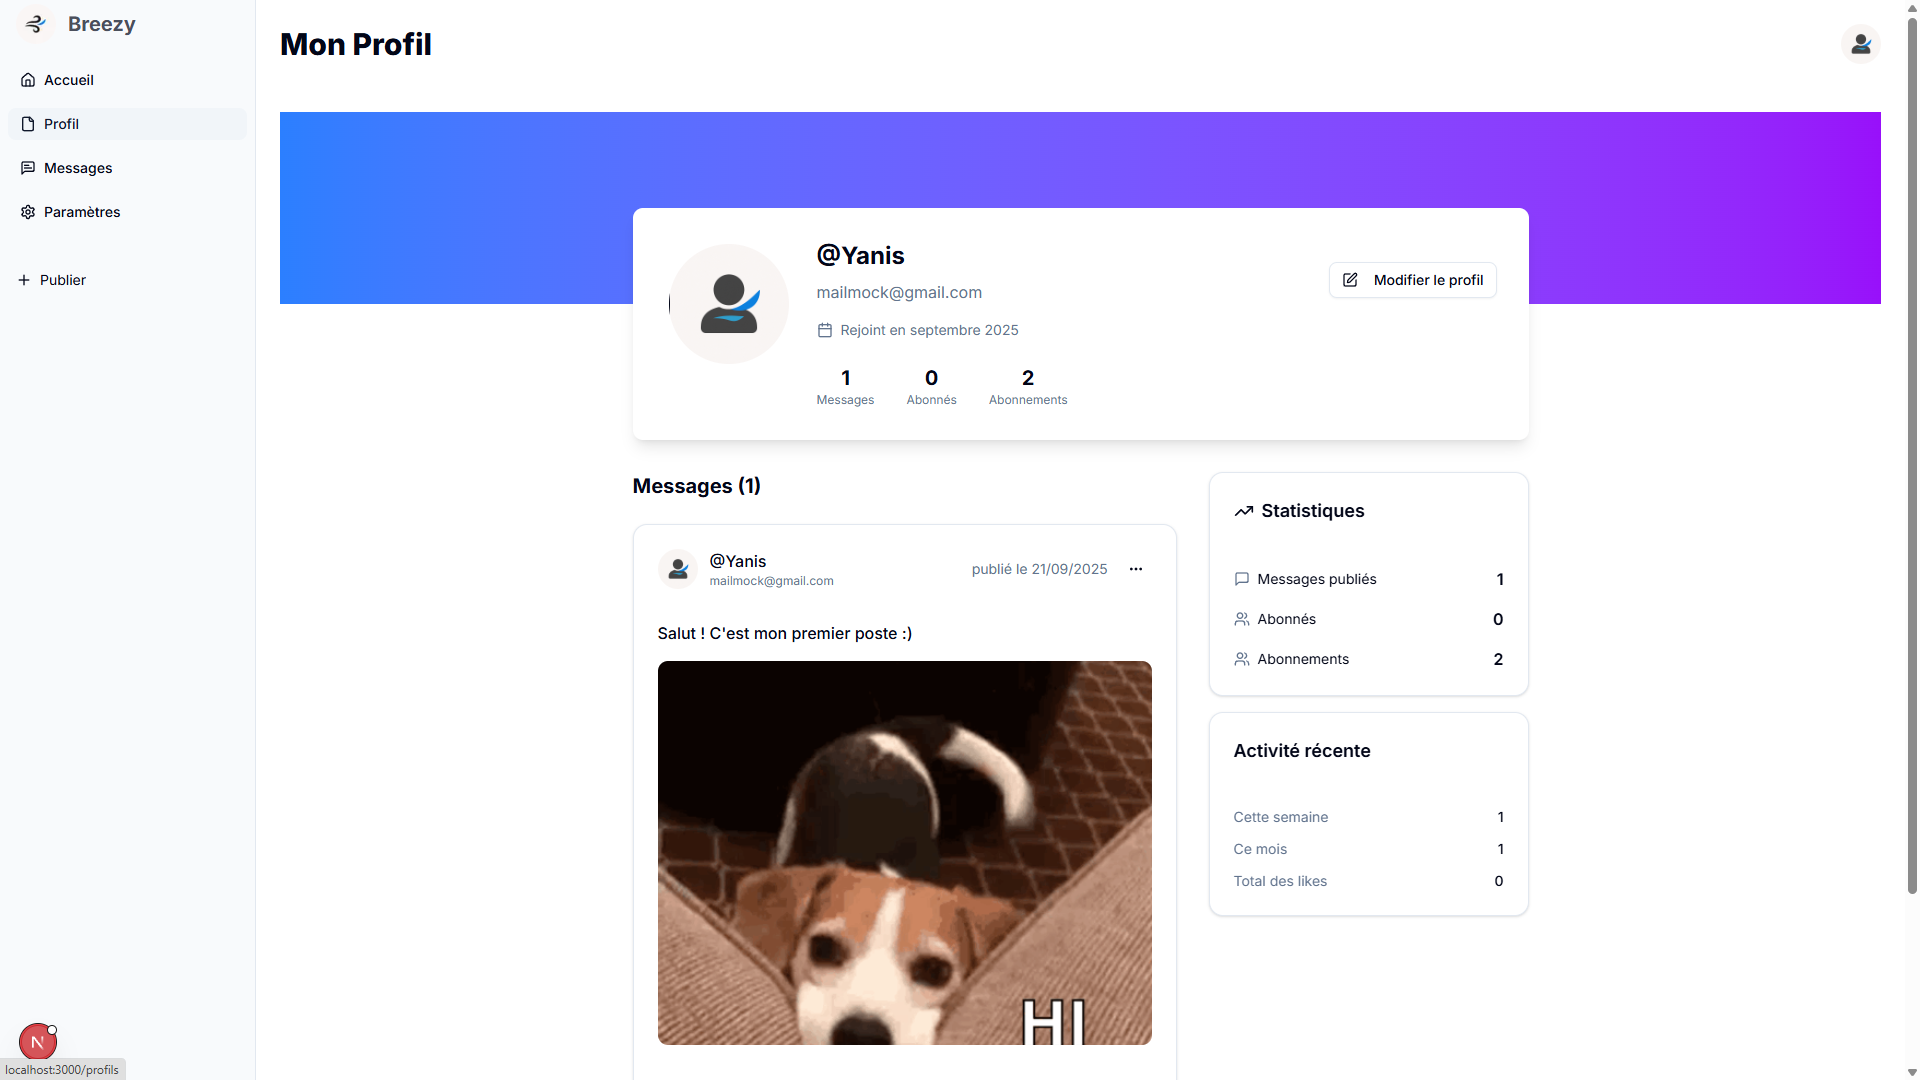 Breezy
Accueil
Profil
Messages
Paramètres
Publier
Mon Profil
@Yanis
mailmock@gmail.com
Rejoint en septembre 2025
Modifier le profil
1 0 2
Messages Abonnés Abonnements
Messages (1)
@Yanis
mailmock@gmail.com
publié le 21/09/2025
Salut ! C'est mon premier poste :)
HI
Statistiques
Messages publiés 1
Abonnés 0
Abonnements 2
Activité récente
Cette semaine 1
Ce mois 1
Total des likes 0
N
localhost:3000/profils